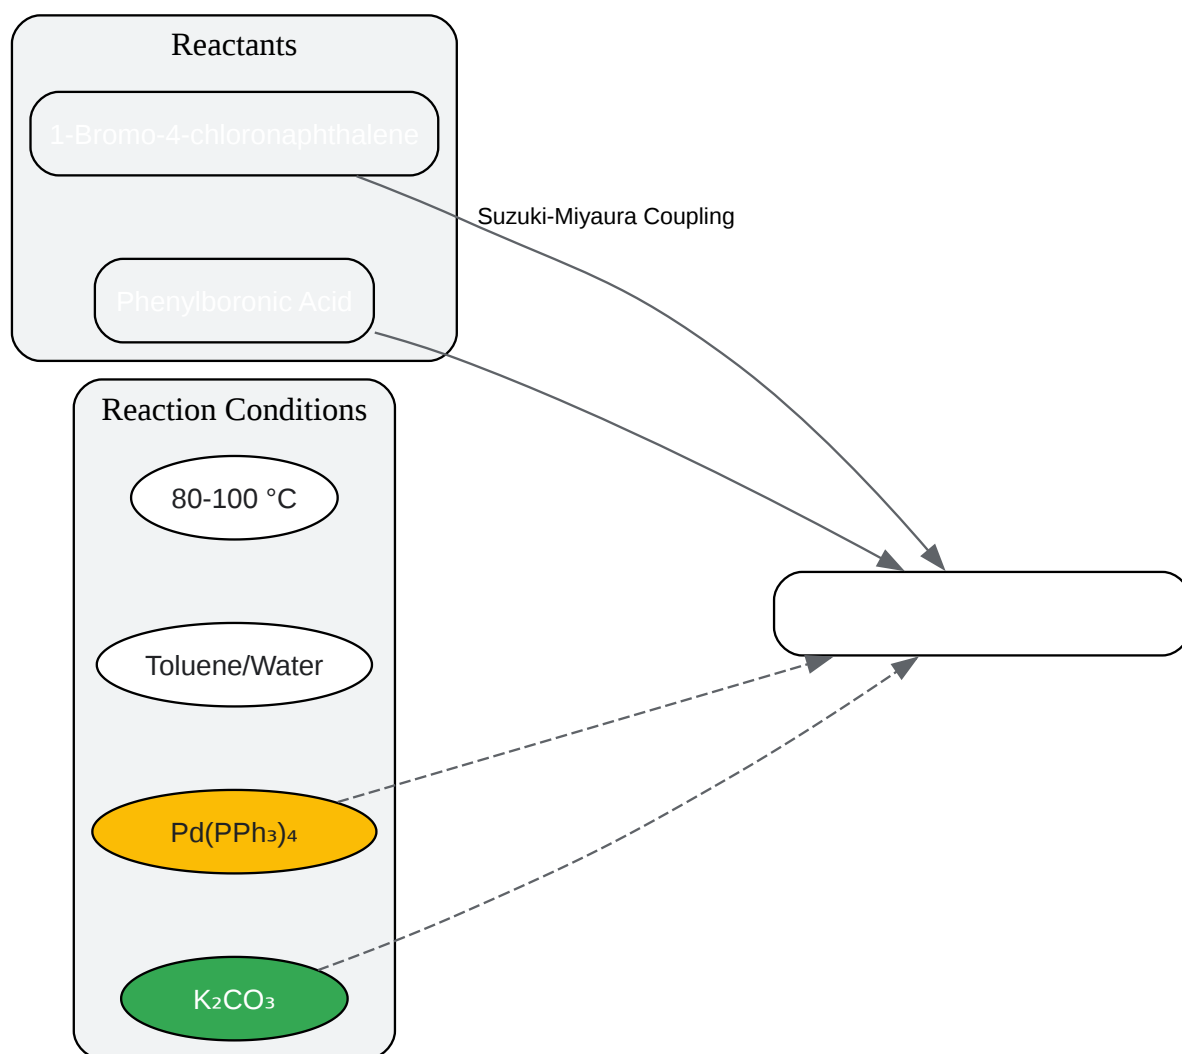 Reactants
1-Bromo-4-chloronaphthalene
Suzuki-Miyaura Coupling
Phenylboronic Acid
Reaction Conditions
80-100 °C
Toluene/Water
Pd(PPh₃)₄
K₂CO₃